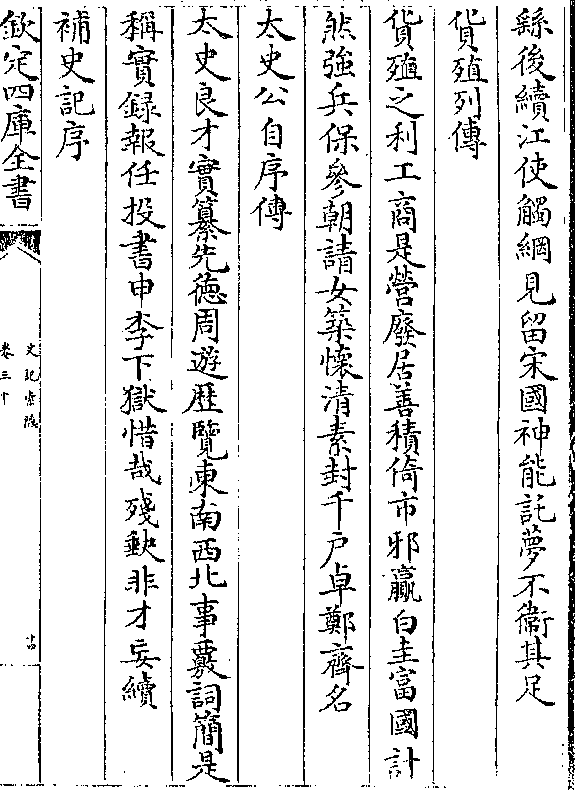 繇後續江使觸網見留宋國神能託夢不衛其足
貨殖列傳
貨殖之利工商是營廢居善積倚市邪贏白圭富國計
然強兵保參朝請女築懷清素封千戶卓鄭齊名
太史公自序傳
太史良才實纂先徳周遊歴覽東南西北事覈詞簡是
稱實録報任投書申李下獄惜哉殘缺非才妄續
補史記序
欽定四庫全書
史記索隱
卷三十